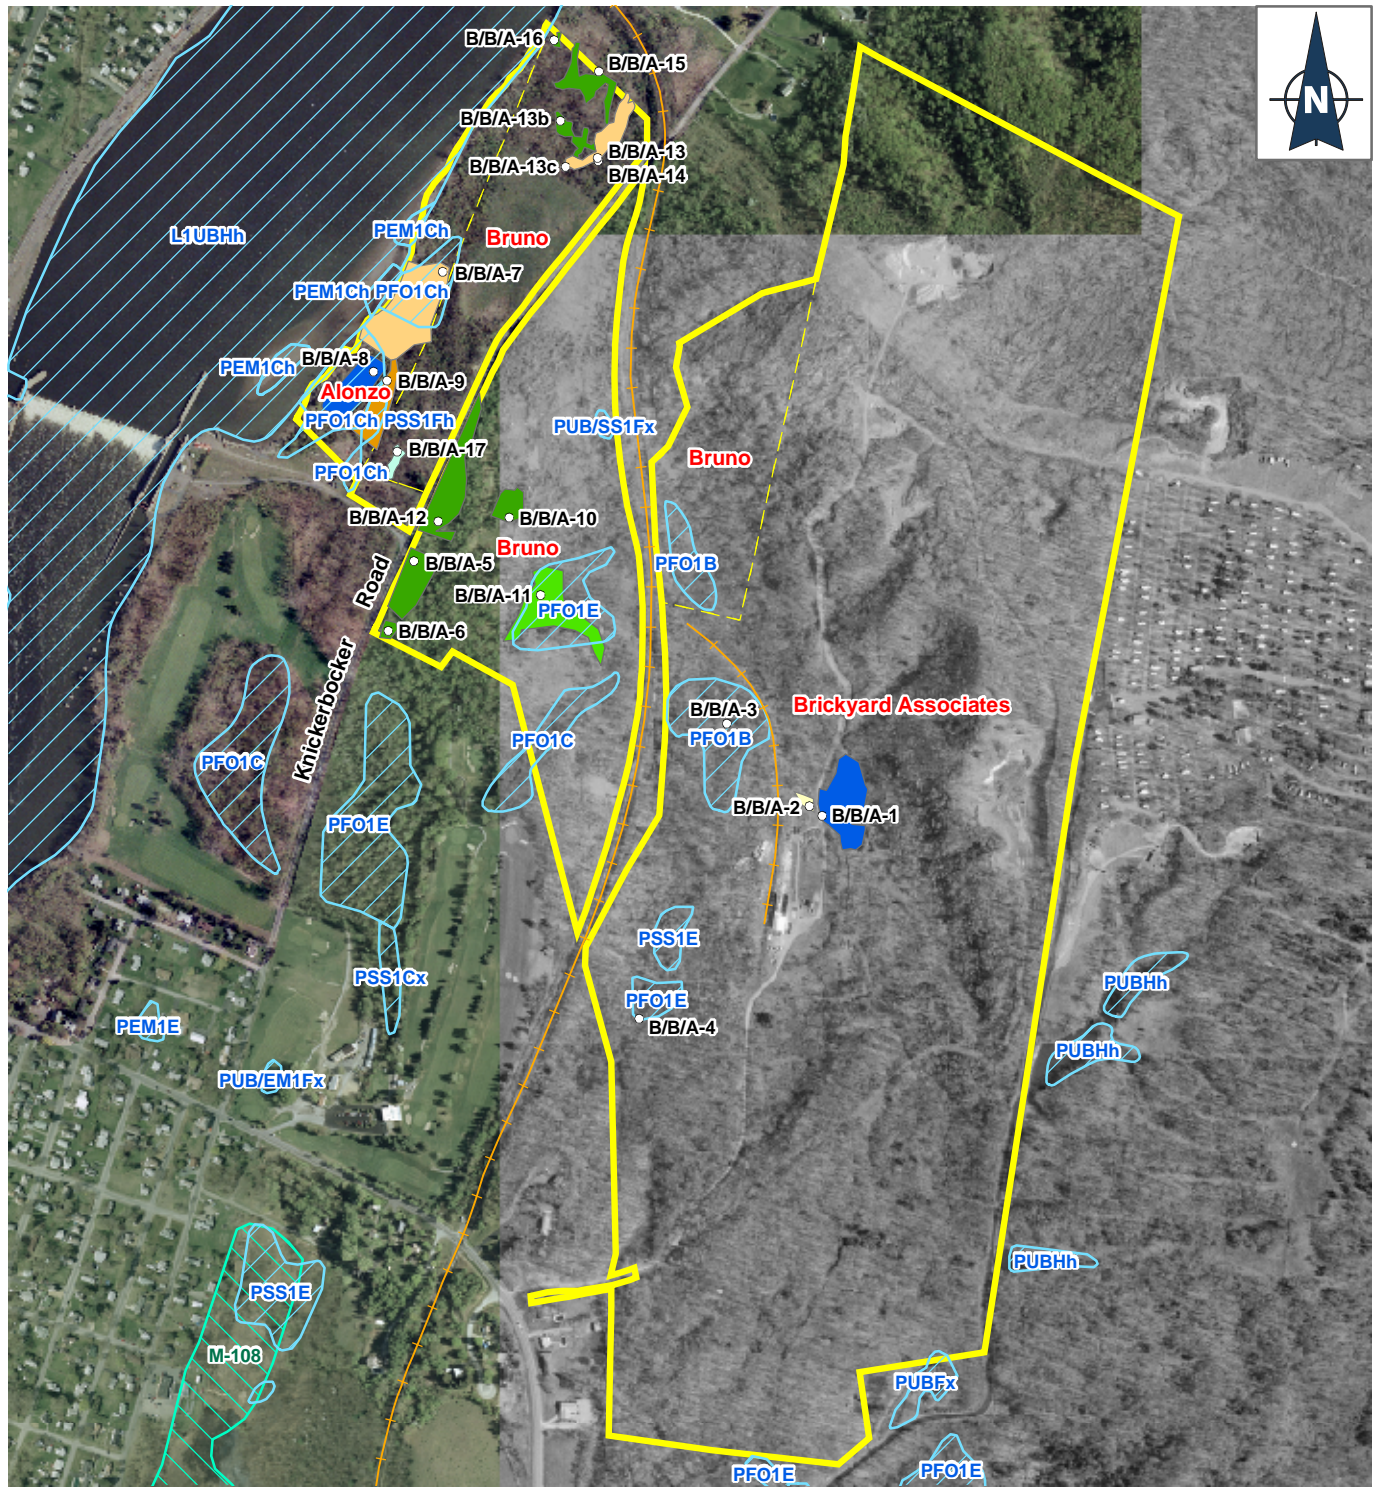 B/B/A-16
N
B/B/A-15
B/B/A-13b
B/B/A-13
B/B/A-13c
B/B/A-14
PEM1Ch
L1UBHh
Bruno
B/B/A-7
PEM1Ch PFO1Ch
B/B/A-8
PEM1Ch
B/B/A-9
Alonzo
PFO1Ch PSS1Fh
PUB/SS1Fx
B/B/A-17
Bruno
PFO1Ch
B/B/A-12
B/B/A-10
Bruno
B/B/A-5
PFO1B
Knickerbocker Road
B/B/A-11
PFO1E
B/B/A-6
Brickyard Associates
B/B/A-3
PFO1B
PFO1C
PFO1C
B/B/A-2
B/B/A-1
PFO1E
PSS1E
PSS1Cx
PUBHh
PFO1E
B/B/A-4
PEM1E
PUBHh
PUB/EM1Fx
PUBHh
PSS1E
M-108
PUBFx
PFO1E
PFO1E